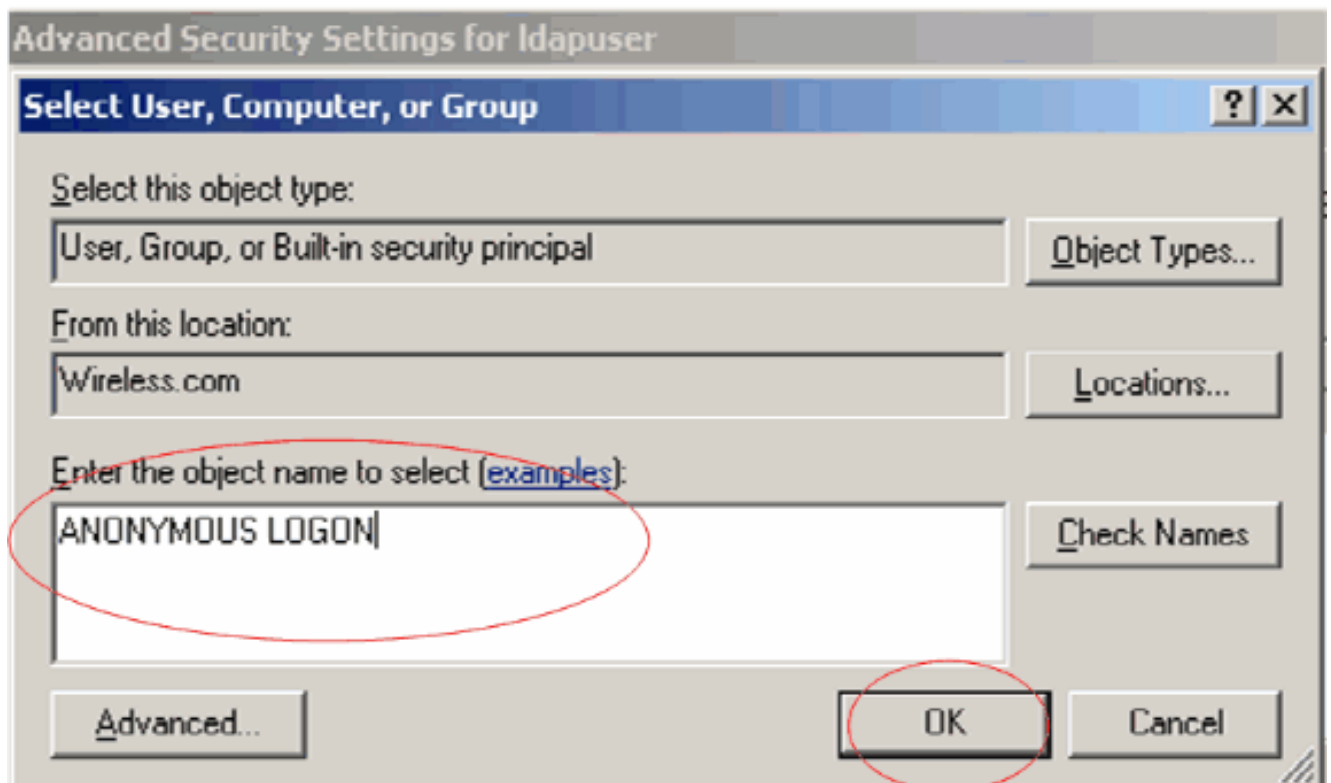 Advanced Security Settings for ldapuser
Select User, Computer, or Group
Select this object type:
User, Group, or Built-in security principal
Object Types...
From this location:
Wireless.com
Locations...
Enter the object name to select (examples):
ANONYMOUS LOGON
Check Names
Advanced...
OK
Cancel